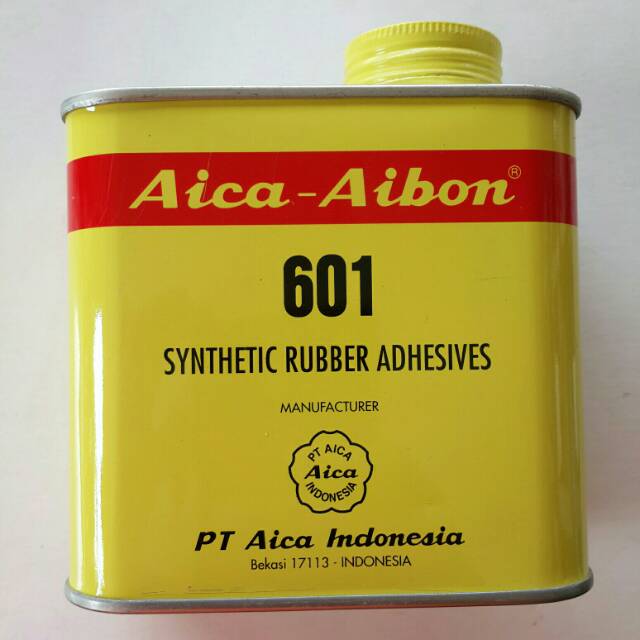 Aica-Aibon®
601
SYNTHETIC RUBBER ADHESIVES
MANUFACTURER
PT AICA
Aica
INDONESIA
PT Aica Indonesia
Bekasi 17113 - INDONESIA